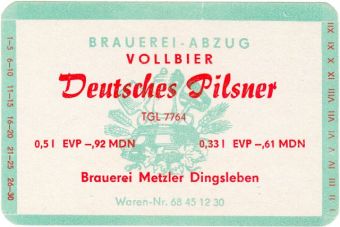 BRAUEREI-ABZUG
VOLLBIER
Deutsches Pilsner
TGL 7764
0,5 l EVP -,92 MDN 0,33 l EVP -,61 MDN
Brauerei Metzler Dingsleben
Waren-Nr. 68 45 12 30
1-5 6-10 11-15 16-20 21-25 26-30
I II III IV V VI VII VIII IX X XI XII